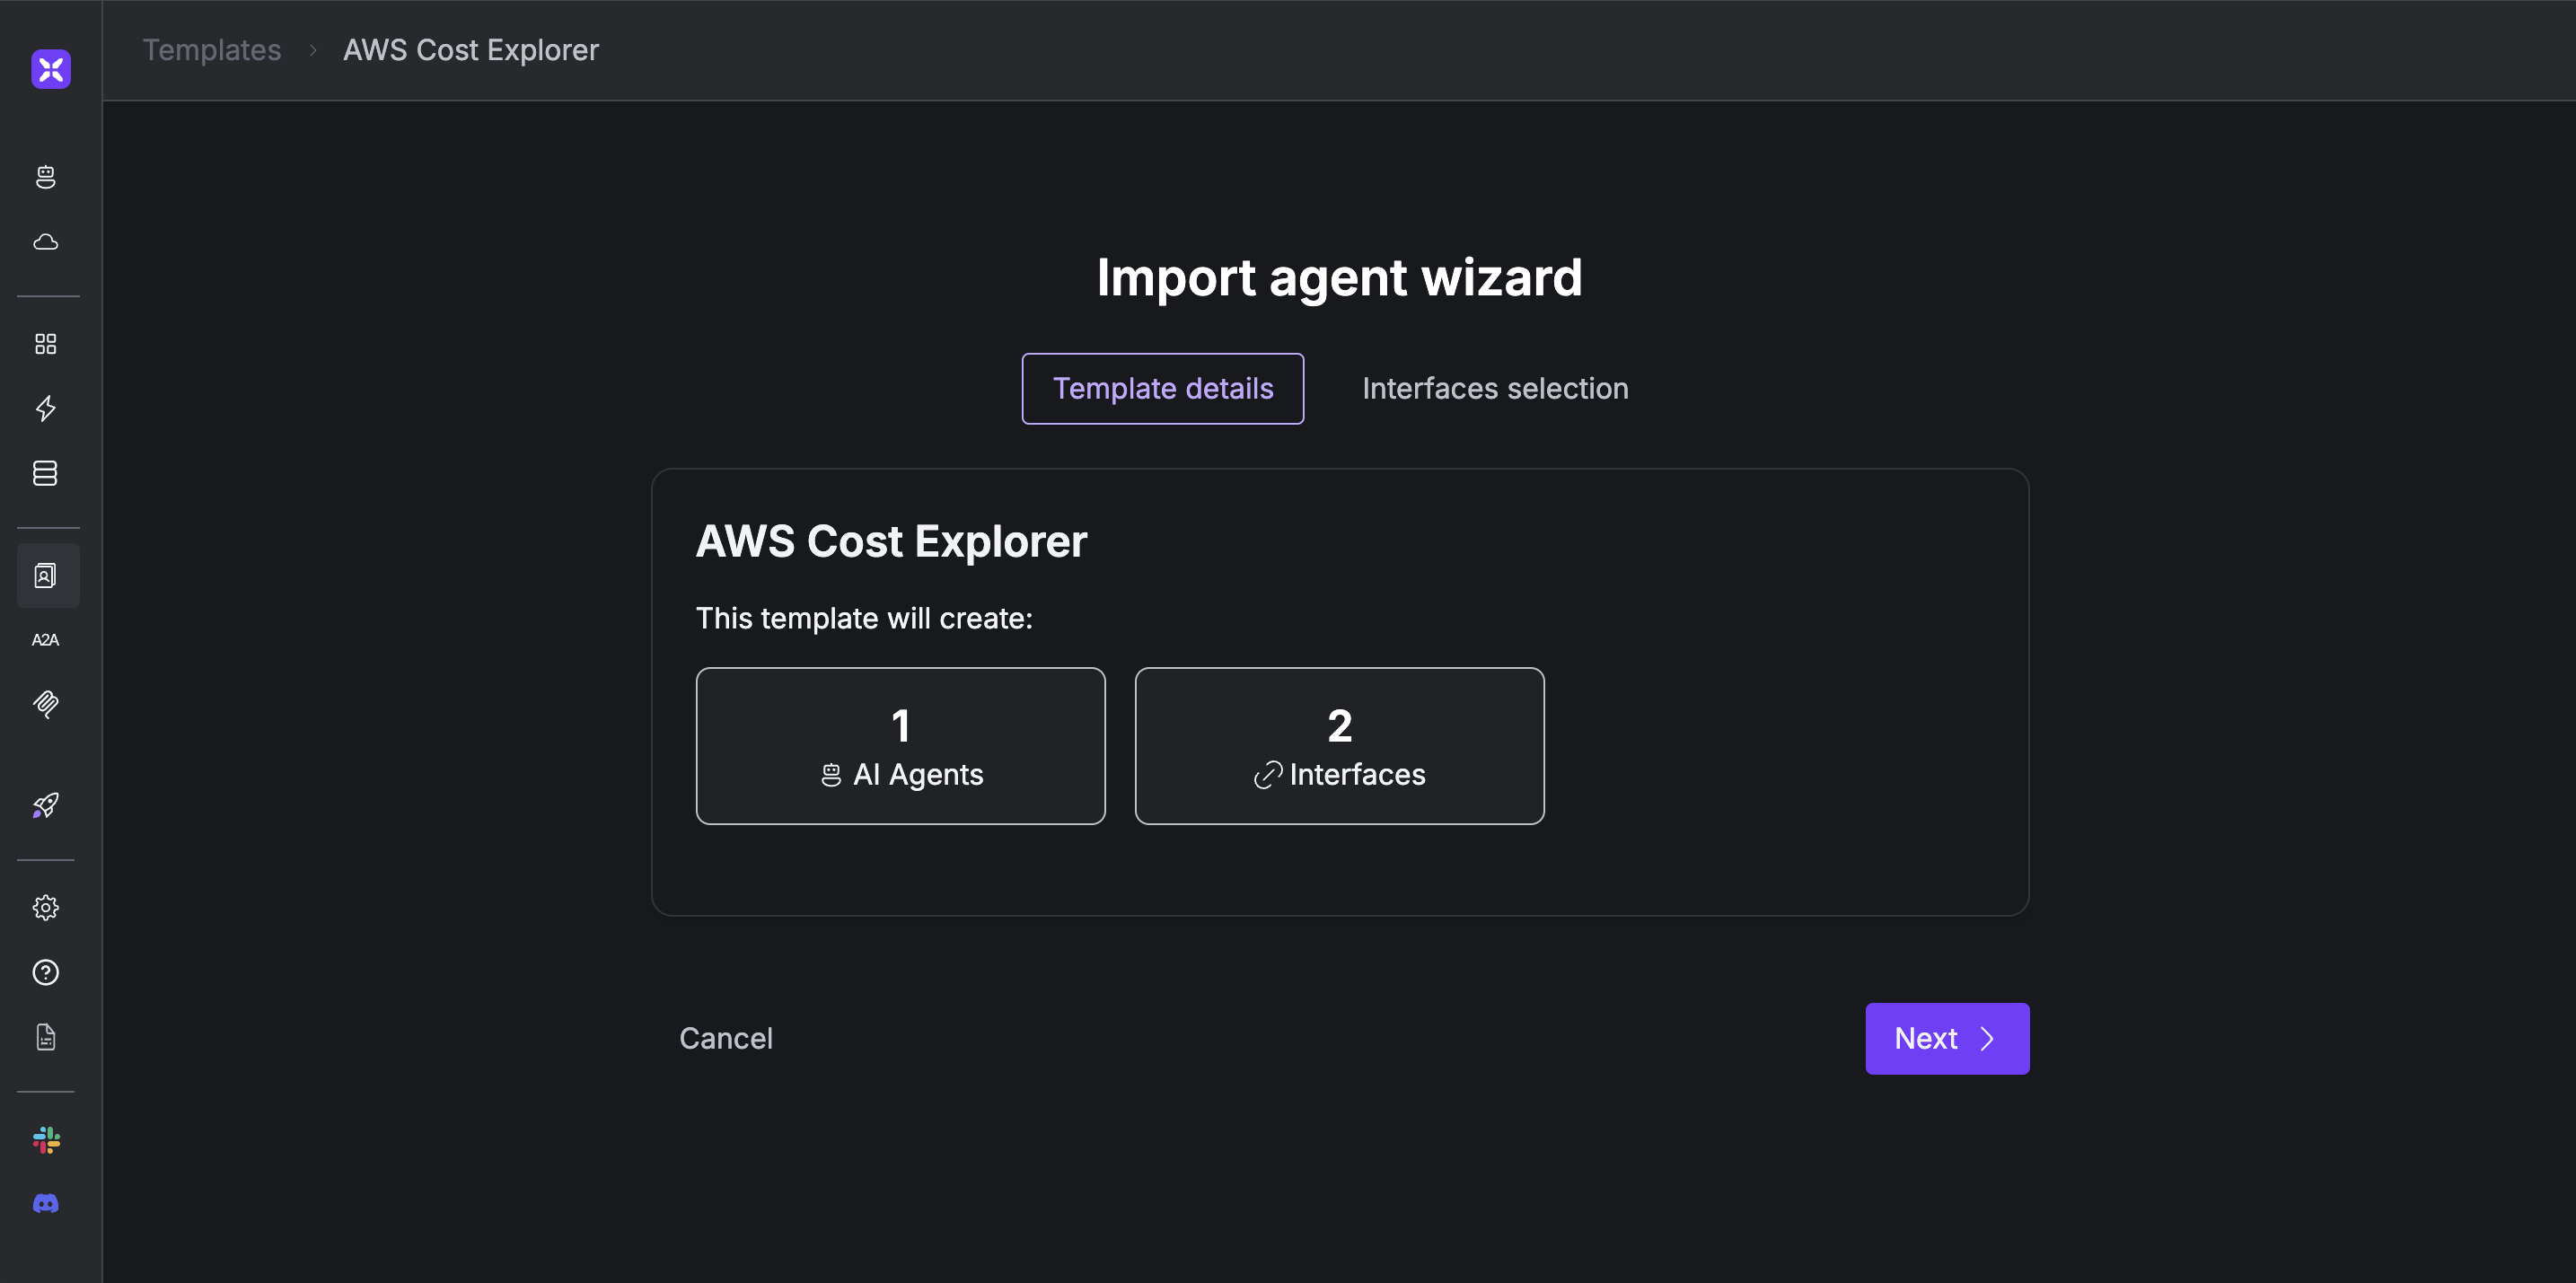 Templates > AWS Cost Explorer
Import agent wizard
Template details
Interfaces selection
AWS Cost Explorer
This template will create:
1
AI Agents
2
Interfaces
A2A
Cancel
Next